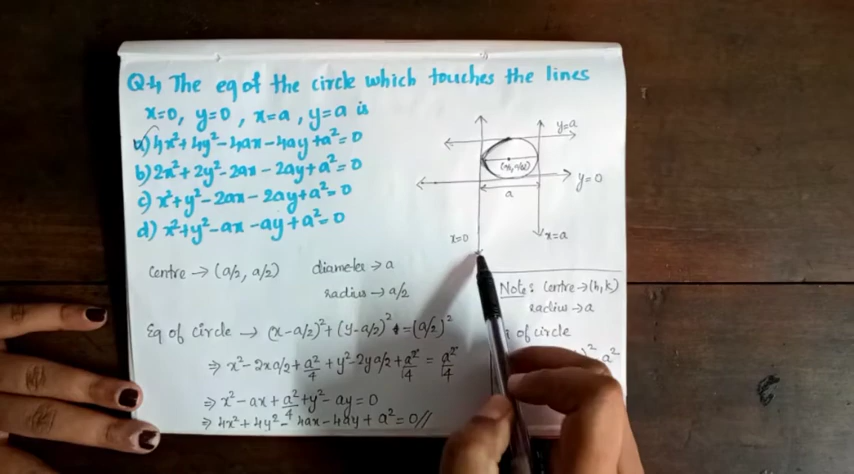 Q4) The eq of the circle which touches the lines
x=0, y=0, x=a, y=a is
a) 4x²+4y²-4ax-4ay+a²=0
b) 2x²+2y²-2ax-2ay+a²=0
c) x²+y²-2ax-2ay+a²=0
d) x²+y²-ax-ay+a²=0
y=a
(a/2, a/2)
y=0
a
x=0
x=a
Centre → (a/2, a/2) diameter → a
radius → a/2
Eq of circle → (x-a/2)²+(y-a/2)²=(a/2)²
⇒ x²-2xa/2+a²/4+y²-2ya/2+a²/4=a²/4
⇒ x²-ax+a²/4+y²-ay=0
⇒ 4x²+4y²-4ax-4ay+a²=0//
Note: Centre → (h,k)
radius → a
of circle
² a²